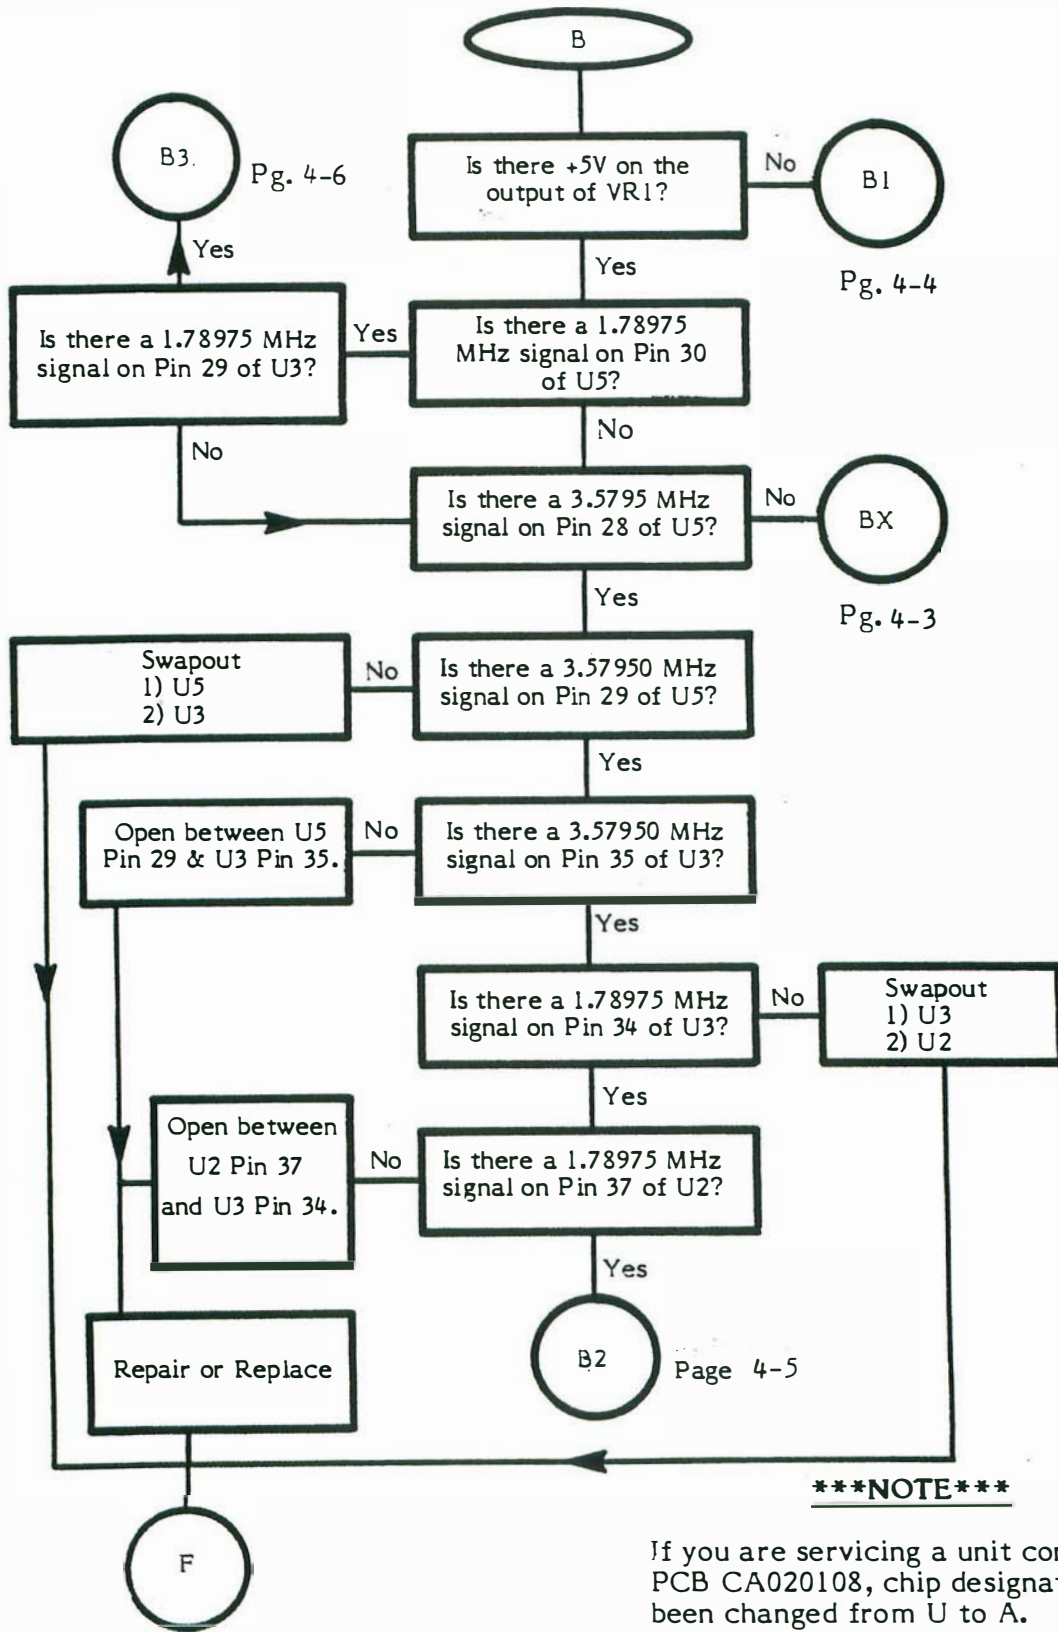 B
Is there +5V on the
output of VR1?
No
B1
Pg. 4-4
Yes
Is there a 1.78975
MHz signal on Pin 30
of U5?
Yes
Is there a 1.78975 MHz
signal on Pin 29 of U3?
Yes
B3.
Pg. 4-6
No
No
Is there a 3.5795 MHz
signal on Pin 28 of U5?
No
BX
Pg. 4-3
Yes
Is there a 3.57950 MHz
signal on Pin 29 of U5?
No
Swapout
1) U5
2) U3
Yes
Is there a 3.57950 MHz
signal on Pin 35 of U3?
No
Open between U5
Pin 29 & U3 Pin 35.
Yes
Is there a 1.78975 MHz
signal on Pin 34 of U3?
No
Swapout
1) U3
2) U2
Yes
Is there a 1.78975 MHz
signal on Pin 37 of U2?
No
Open between
U2 Pin 37
and U3 Pin 34.
Yes
B2
Page 4-5
Repair or Replace
F
***NOTE***
If you are servicing a unit
PCB CA020108, chip
been changed from U to A.